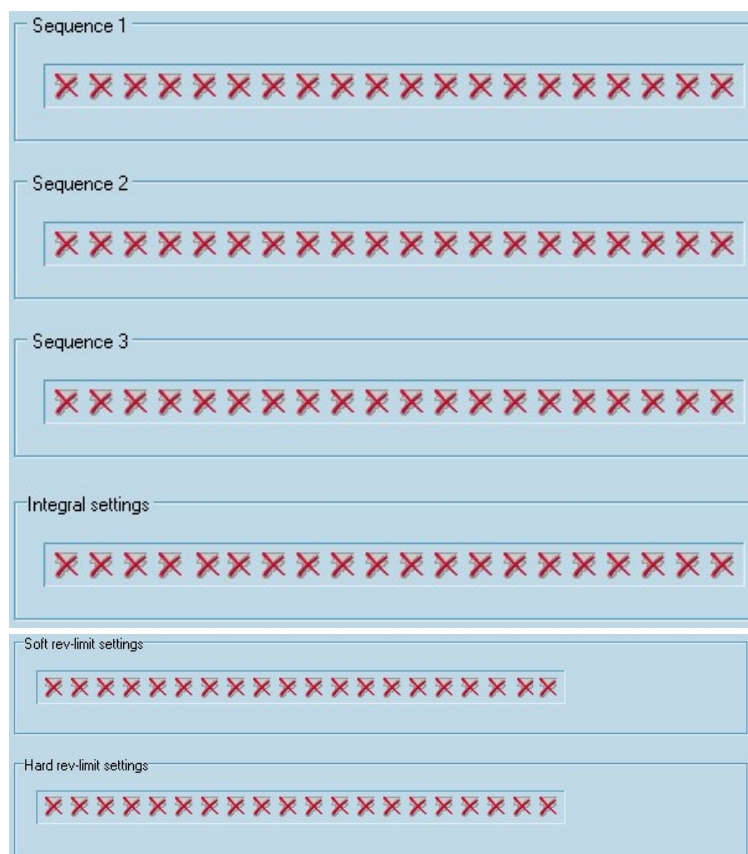 Sequence 1
Sequence 2
Sequence 3
Integral settings
Soft rev-limit settings
Hard rev-limit settings